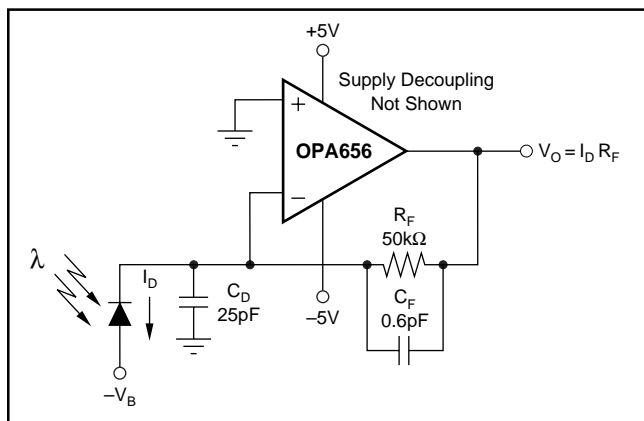 +5V
Supply Decoupling
Not Shown
+
OPA656
−
V_O = I_D R_F
R_F
50kΩ
λ
I_D
C_D
25pF
−5V
C_F
0.6pF
−V_B